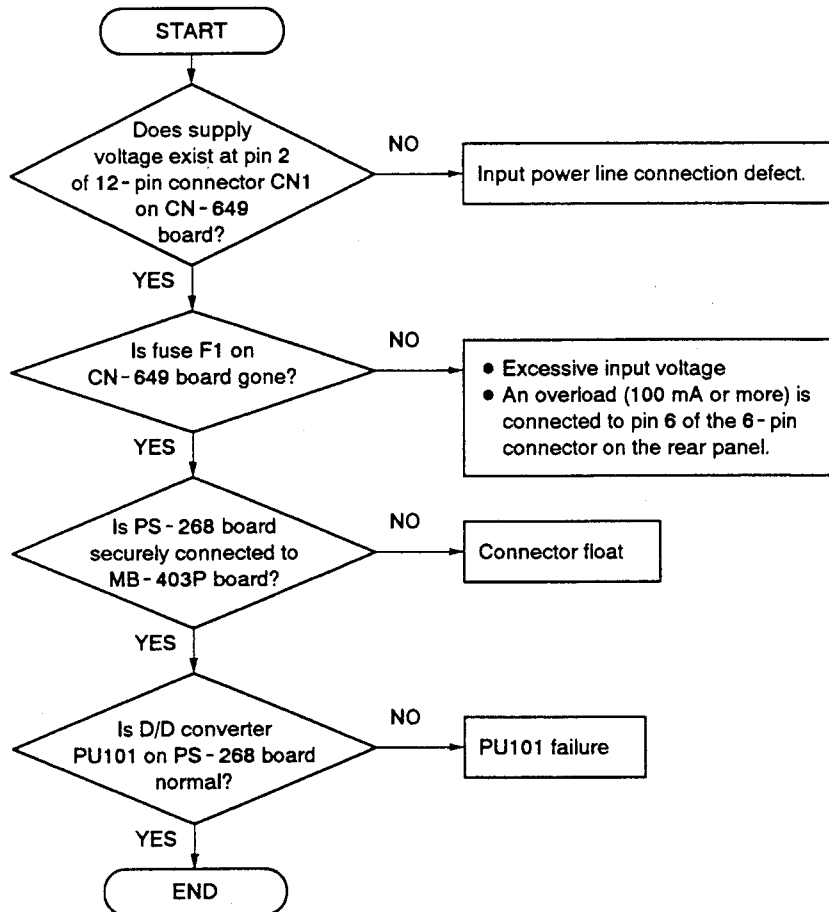 START
Does supply
voltage exist at pin 2
of 12-pin connector CN1
on CN-649
board?
NO
Input power line connection defect.
YES
Is fuse F1 on
CN-649 board gone?
NO
● Excessive input voltage
● An overload (100 mA or more) is
connected to pin 6 of the 6-pin
connector on the rear panel.
YES
Is PS-268 board
securely connected to
MB-403P board?
NO
Connector float
YES
Is D/D converter
PU101 on PS-268 board
normal?
NO
PU101 failure
YES
END